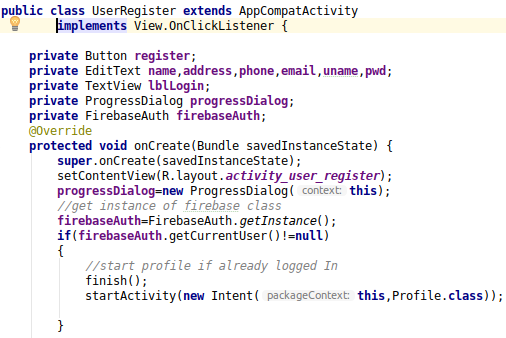 public class UserRegister extends AppCompatActivity
implements View.OnClickListener {
private Button register;
private EditText name,address,phone,email,uname,pwd;
private TextView lblLogin;
private ProgressDialog progressDialog;
private FirebaseAuth firebaseAuth;
@Override
protected void onCreate(Bundle savedInstanceState) {
super.onCreate(savedInstanceState);
setContentView(R.layout.activity_user_register);
progressDialog=new ProgressDialog( context: this);
//get instance of firebase class
firebaseAuth=FirebaseAuth.getInstance();
if(firebaseAuth.getCurrentUser()!=null)
{
//start profile if already logged In
finish();
startActivity(new Intent( packageContext: this,Profile.class));
}